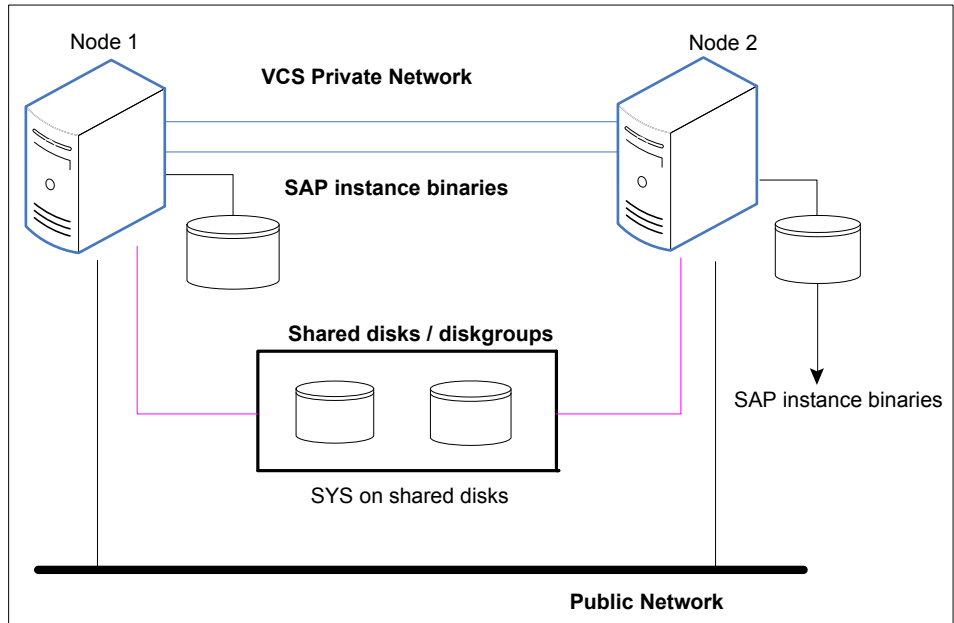 Node 1
Node 2
VCS Private Network
SAP instance binaries
Shared disks / diskgroups
SAP instance binaries
SYS on shared disks
Public Network